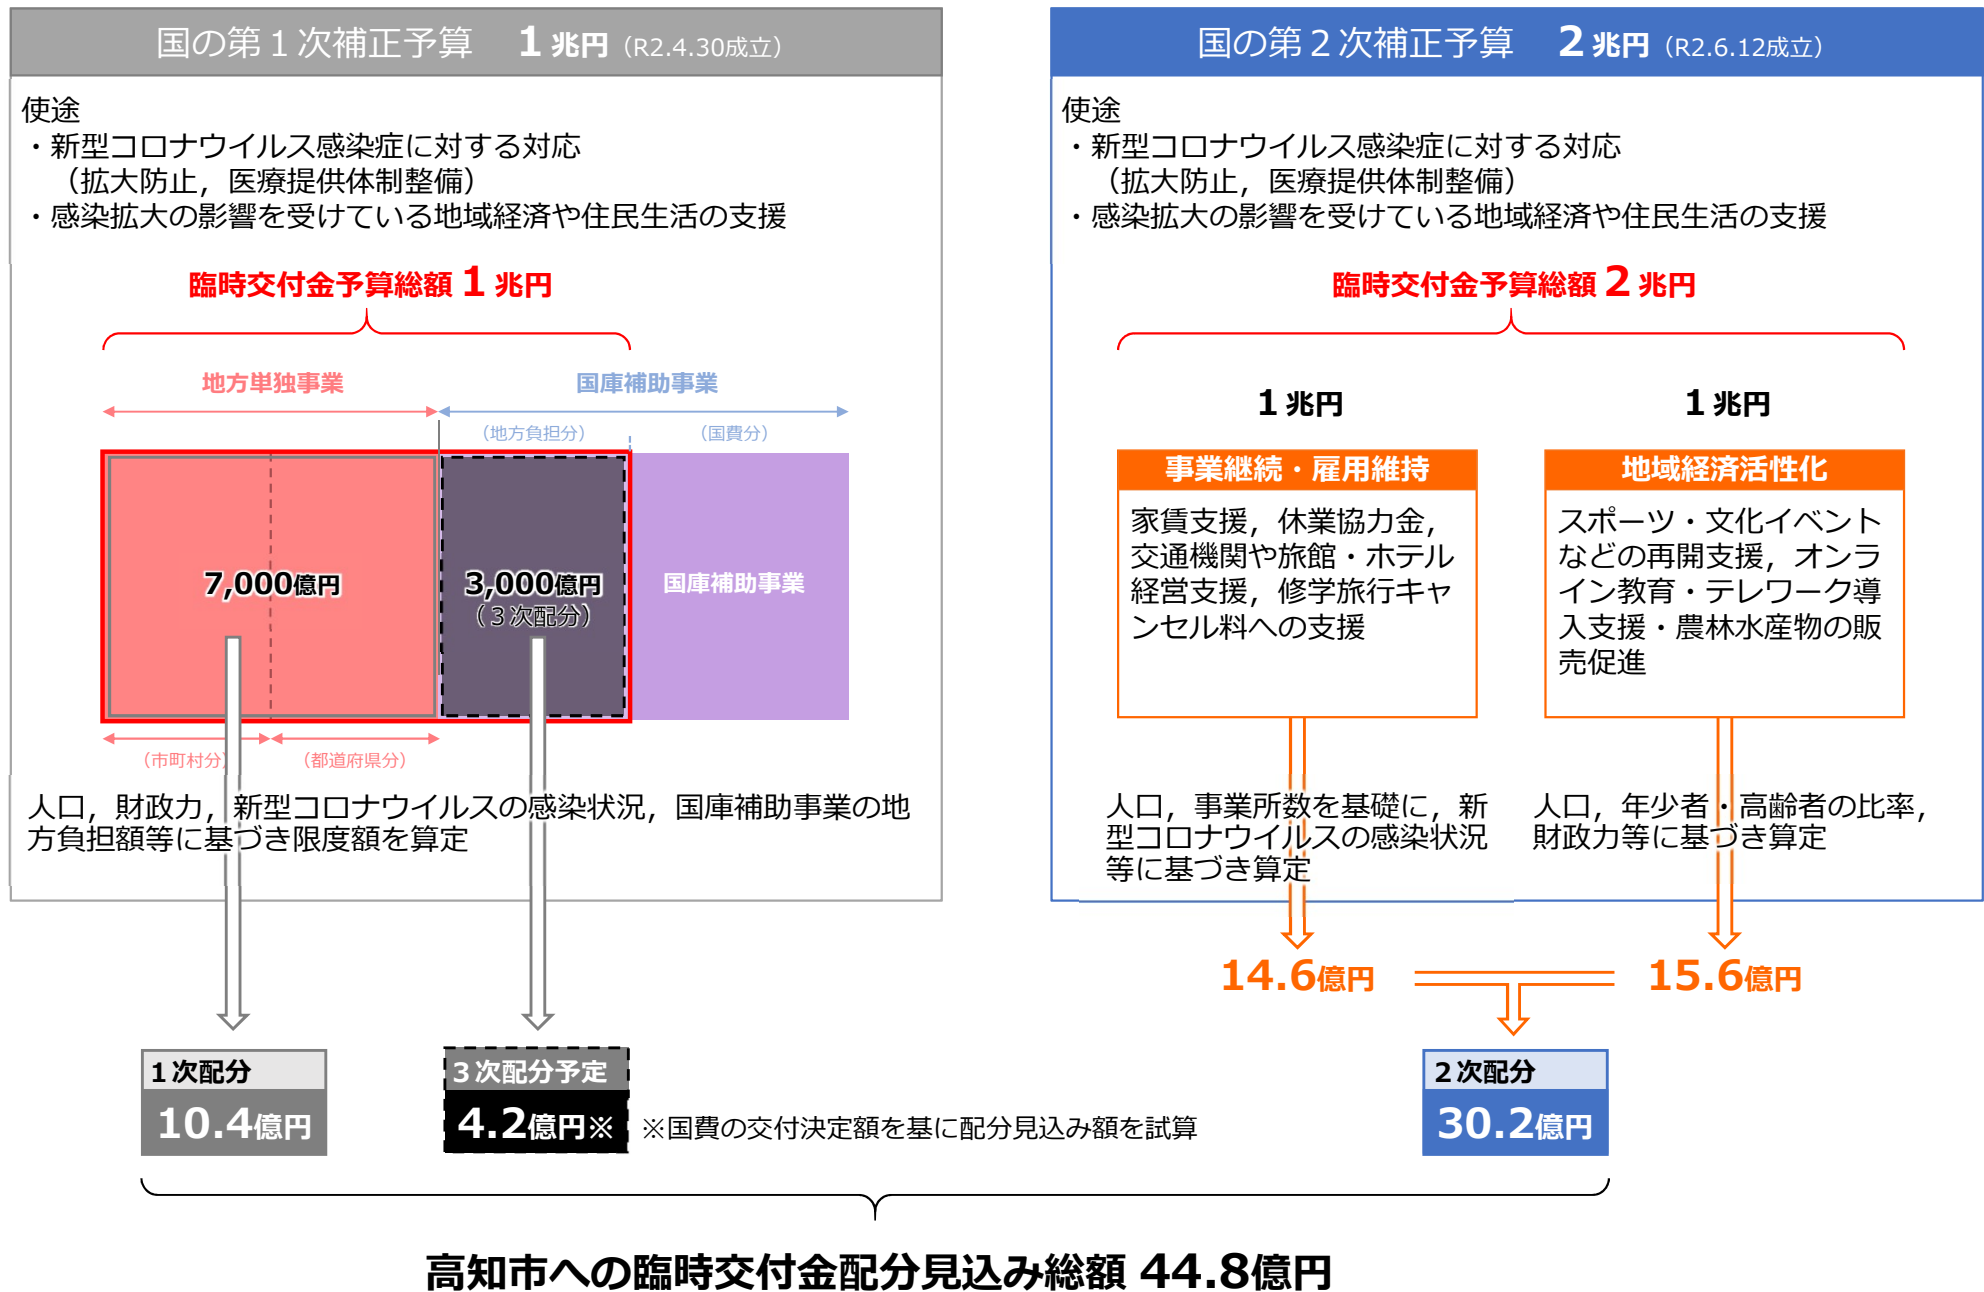 国の第１次補正予算　１兆円（R2.4.30成立）
使途
・新型コロナウイルス感染症に対する対応
（拡大防止，医療提供体制整備）
・感染拡大の影響を受けている地域経済や住民生活の支援
臨時交付金予算総額１兆円
地方単独事業
国庫補助事業
（地方負担分）
（国費分）
7,000億円
3,000億円
（３次配分）
国庫補助事業
（市町村分）
（都道府県分）
人口，財政力，新型コロナウイルスの感染状況，国庫補助事業の地
方負担額等に基づき限度額を算定
国の第２次補正予算　２兆円（R2.6.12成立）
使途
・新型コロナウイルス感染症に対する対応
（拡大防止，医療提供体制整備）
・感染拡大の影響を受けている地域経済や住民生活の支援
臨時交付金予算総額２兆円
１兆円
事業継続・雇用維持
家賃支援，休業協力金，
交通機関や旅館・ホテル
経営支援，修学旅行キャ
ンセル料への支援
人口，事業所数を基礎に，新
型コロナウイルスの感染状況
等に基づき算定
14.6億円
１兆円
地域経済活性化
スポーツ・文化イベント
などの再開支援，オンラ
イン教育・テレワーク導
入支援・農林水産物の販
売促進
人口，年少者・高齢者の比率，
財政力等に基づき算定
15.6億円
１次配分
10.4億円
３次配分予定
4.2億円※
※国費の交付決定額を基に配分見込み額を試算
２次配分
30.2億円
高知市への臨時交付金配分見込み総額 44.8億円